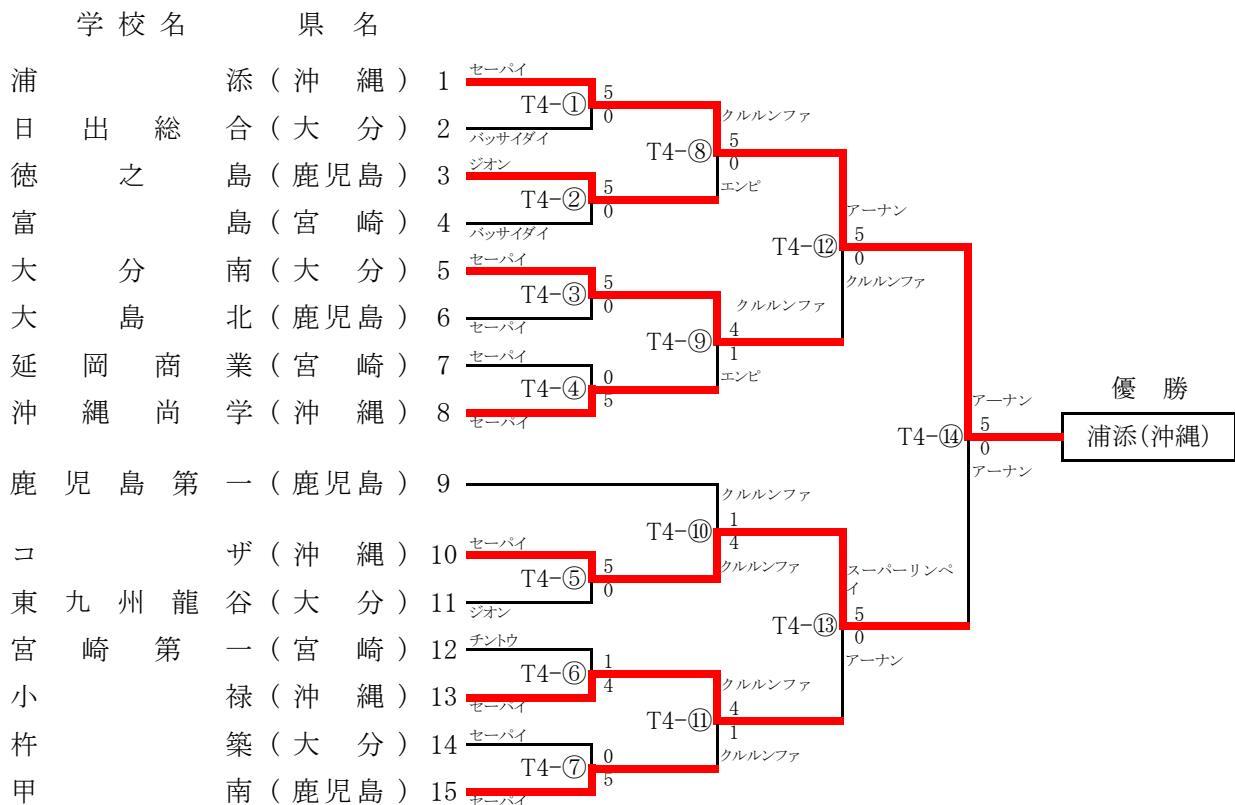 学校名 県名
セーパイ
浦添(沖縄) 1
T4-① 5
0
クルルンファ
日出総合(大分) 2
バッサイダイ
T4-⑧ 5
0
ジオン
徳之島(鹿児島) 3
エンピ
T4-② 5
0
アーナン
富島(宮崎) 4
バッサイダイ
T4-⑫ 5
0
セーパイ
大分南(大分) 5
クルルンファ
T4-③ 5
0
クルルンファ
大島北(鹿児島) 6
セーパイ
T4-⑨ 4
1
セーパイ
延岡商業(宮崎) 7
エンピ
T4-④ 0
5
優勝
アーナン
沖縄尚学(沖縄) 8
セーパイ
T4-⑭ 5
0
浦添(沖縄)
アーナン
鹿児島第一(鹿児島) 9
クルルンファ
T4-⑩ 1
4
セーパイ
コザ(沖縄) 10
クルルンファ
T4-⑤ 5
0
スーパーリンペ
イ
東九州龍谷(大分) 11
ジオン
T4-⑬ 5
0
チントウ
宮崎第一(宮崎) 12
アーナン
T4-⑥ 1
4
クルルンファ
小禄(沖縄) 13
セーパイ
T4-⑪ 4
1
セーパイ
杵築(大分) 14
クルルンファ
T4-⑦ 0
5
甲南(鹿児島) 15
セーパイ